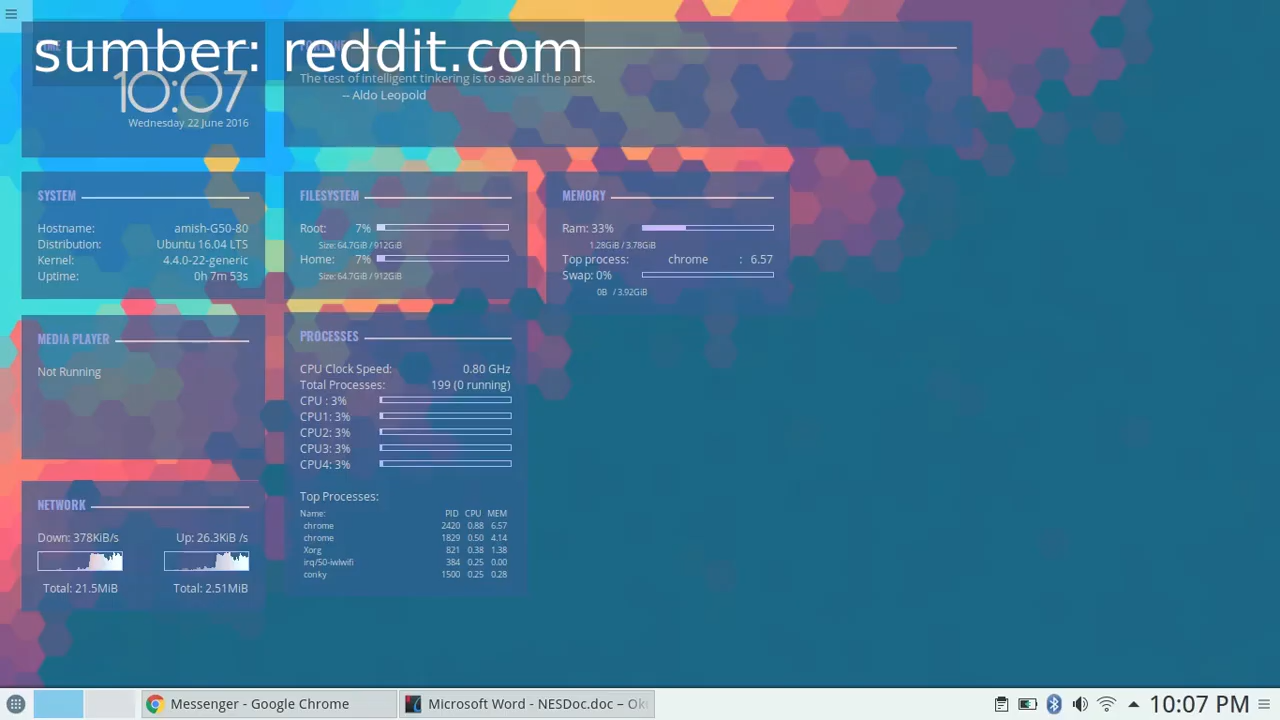 sumber: reddit.com
10:07
Wednesday 22 June 2016
The test of intelligent tinkering is to save all the parts.
-- Aldo Leopold
SYSTEM
Hostname: amish-G50-80
Distribution: Ubuntu 16.04 LTS
Kernel: 4.4.0-22-generic
Uptime: 0h 7m 53s
FILESYSTEM
Root: 7%
Size: 64.7GiB / 912GiB
Home: 7%
Size: 64.7GiB / 912GiB
MEMORY
Ram: 33%
1.28GiB / 3.78GiB
Top process: chrome : 6.57
Swap: 0%
0B / 3.92GiB
MEDIA PLAYER
Not Running
PROCESSES
CPU Clock Speed: 0.80 GHz
Total Processes: 199 (0 running)
CPU : 3%
CPU1: 3%
CPU2: 3%
CPU3: 3%
CPU4: 3%
Top Processes:
Name: PID CPU MEM
chrome 2420 0.88 6.57
chrome 1829 0.50 4.14
Xorg 821 0.38 1.38
irq/50-iwlwifi 384 0.25 0.00
conky 1500 0.25 0.28
NETWORK
Down: 378KiB/s Up: 26.3KiB /s
Total: 21.5MiB Total: 2.51MiB
Messenger - Google Chrome
Microsoft Word - NESDoc.doc –
10:07 PM